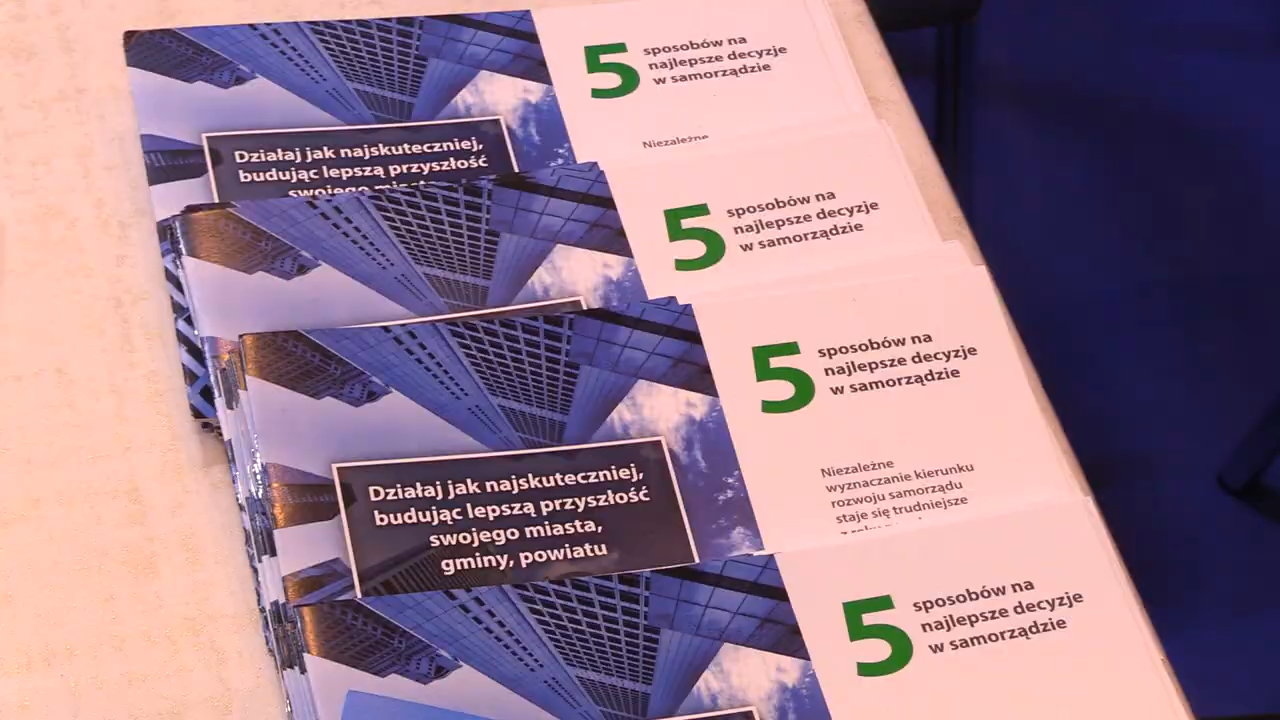 5
sposobów na
najlepsze decyzje
w samorządzie
Niezależne
Działaj jak najskuteczniej,
budując lepszą przyszłość
swojego miasta
5
sposobów na
najlepsze decyzje
w samorządzie
5
sposobów na
najlepsze decyzje
w samorządzie
Niezależne
wyznaczanie kierunku
rozwoju samorządu
staje się trudniejsze
Działaj jak najskuteczniej,
budując lepszą przyszłość
swojego miasta,
gminy, powiatu
5
sposobów na
najlepsze decyzje
w samorządzie